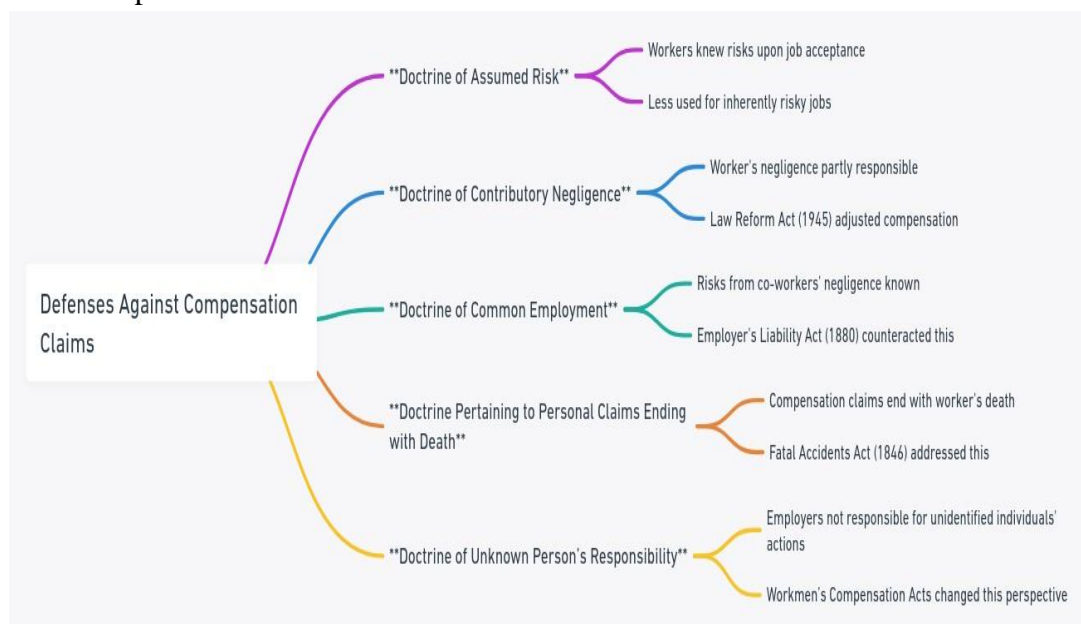 Defenses Against Compensation
Claims
**Doctrine of Assumed Risk**
Workers knew risks upon job acceptance
Less used for inherently risky jobs
**Doctrine of Contributory Negligence**
Worker's negligence partly responsible
Law Reform Act (1945) adjusted compensation
**Doctrine of Common Employment**
Risks from co-workers' negligence known
Employer's Liability Act (1880) counteracted this
**Doctrine Pertaining to Personal Claims Ending
with Death**
Compensation claims end with worker's death
Fatal Accidents Act (1846) addressed this
**Doctrine of Unknown Person's Responsibility**
Employers not responsible for unidentified individuals'
actions
Workmen's Compensation Acts changed this perspective